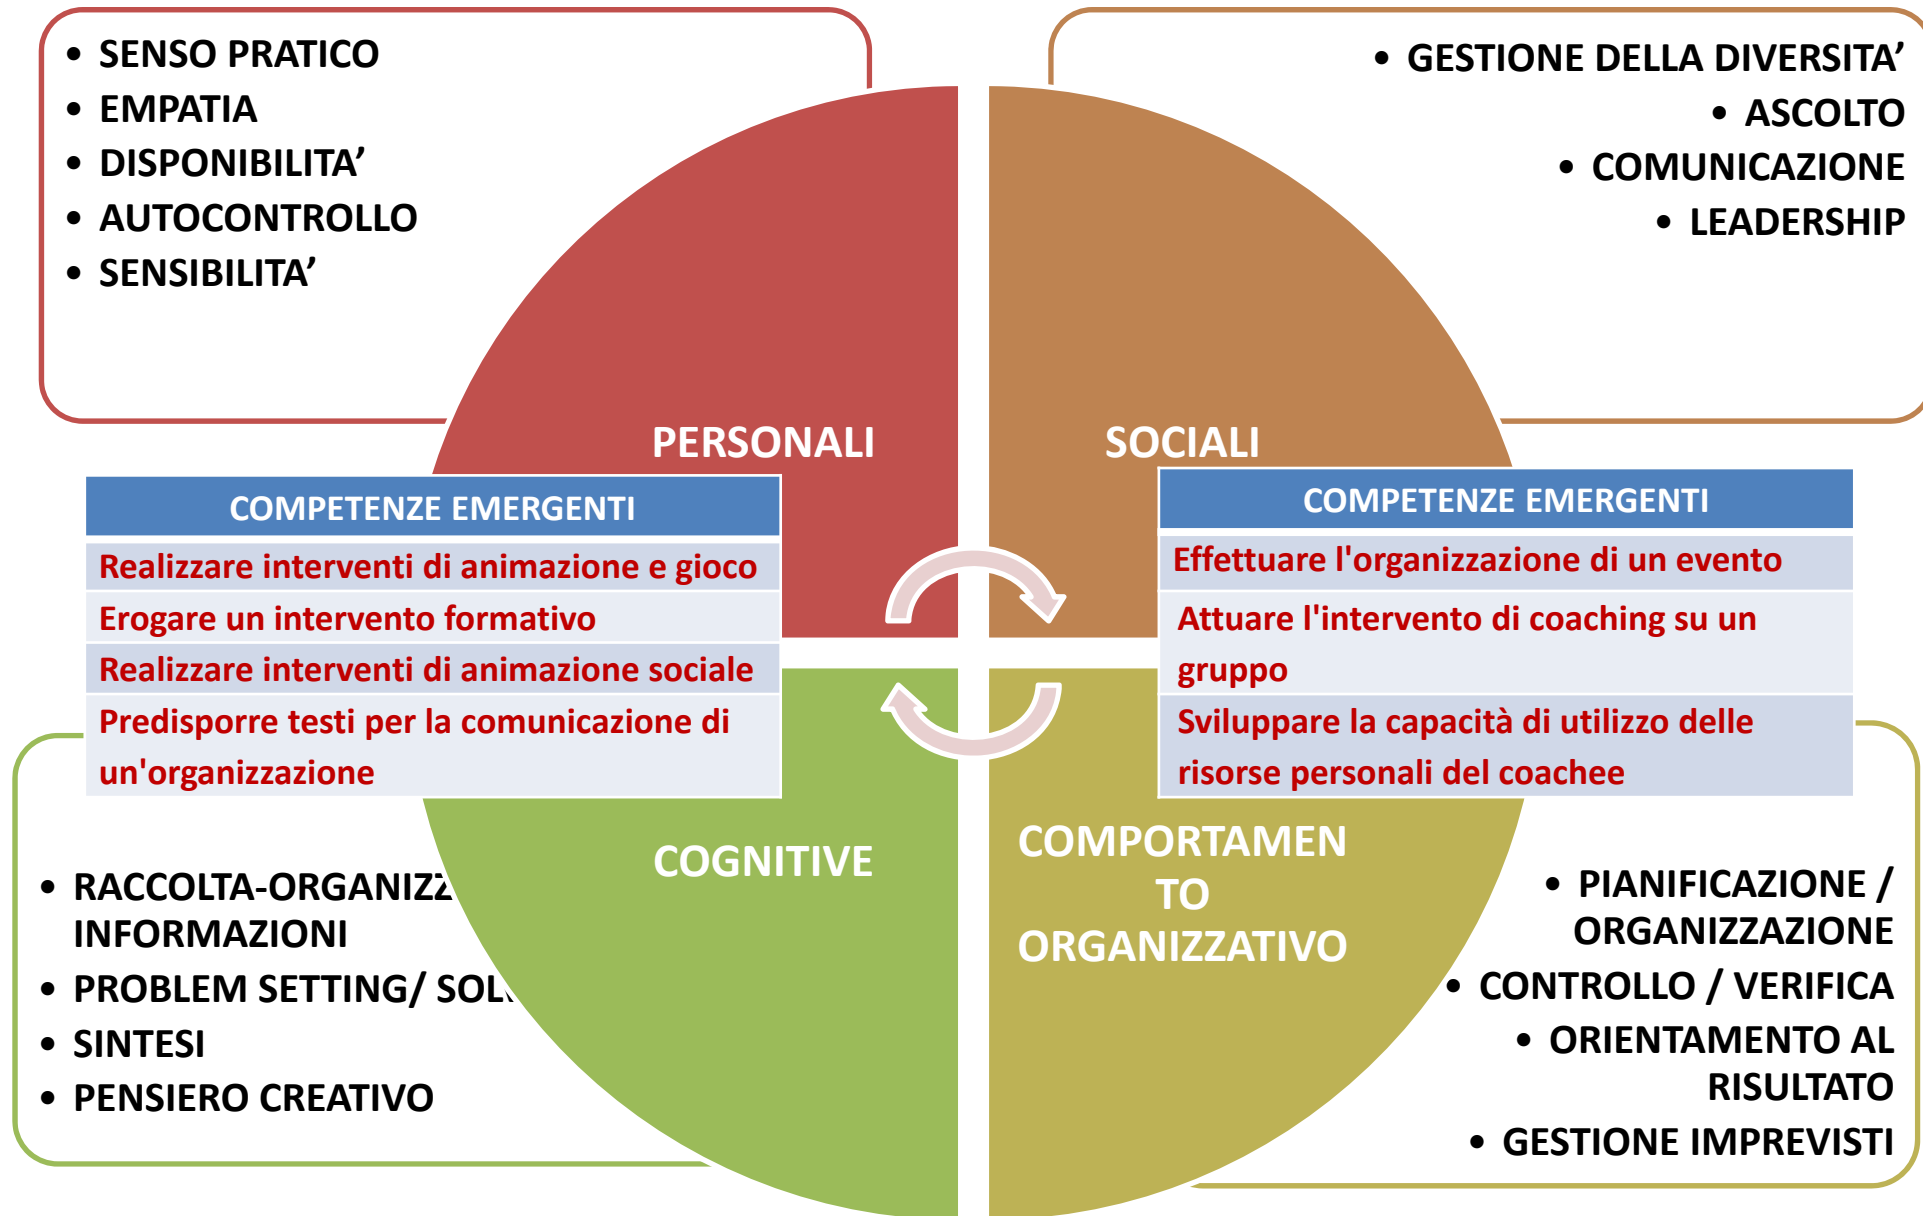 • SENSO PRATICO
• EMPATIA
• DISPONIBILITA’
• AUTOCONTROLLO
• SENSIBILITA’
• GESTIONE DELLA DIVERSITA’
• ASCOLTO
• COMUNICAZIONE
• LEADERSHIP
PERSONALI
SOCIALI
COMPETENZE EMERGENTI
Realizzare interventi di animazione e gioco
Erogare un intervento formativo
Realizzare interventi di animazione sociale
Predisporre testi per la comunicazione di
un'organizzazione
COMPETENZE EMERGENTI
Effettuare l'organizzazione di un evento
Attuare l'intervento di coaching su un
gruppo
Sviluppare la capacità di utilizzo delle
risorse personali del coachee
COGNITIVE
COMPORTAMEN
TO
ORGANIZZATIVO
• RACCOLTA-ORGANIZZ
INFORMAZIONI
• PROBLEM SETTING/
• SINTESI
• PENSIERO CREATIVO
• PIANIFICAZIONE /
ORGANIZZAZIONE
• CONTROLLO / VERIFICA
• ORIENTAMENTO AL
RISULTATO
• GESTIONE IMPREVISTI